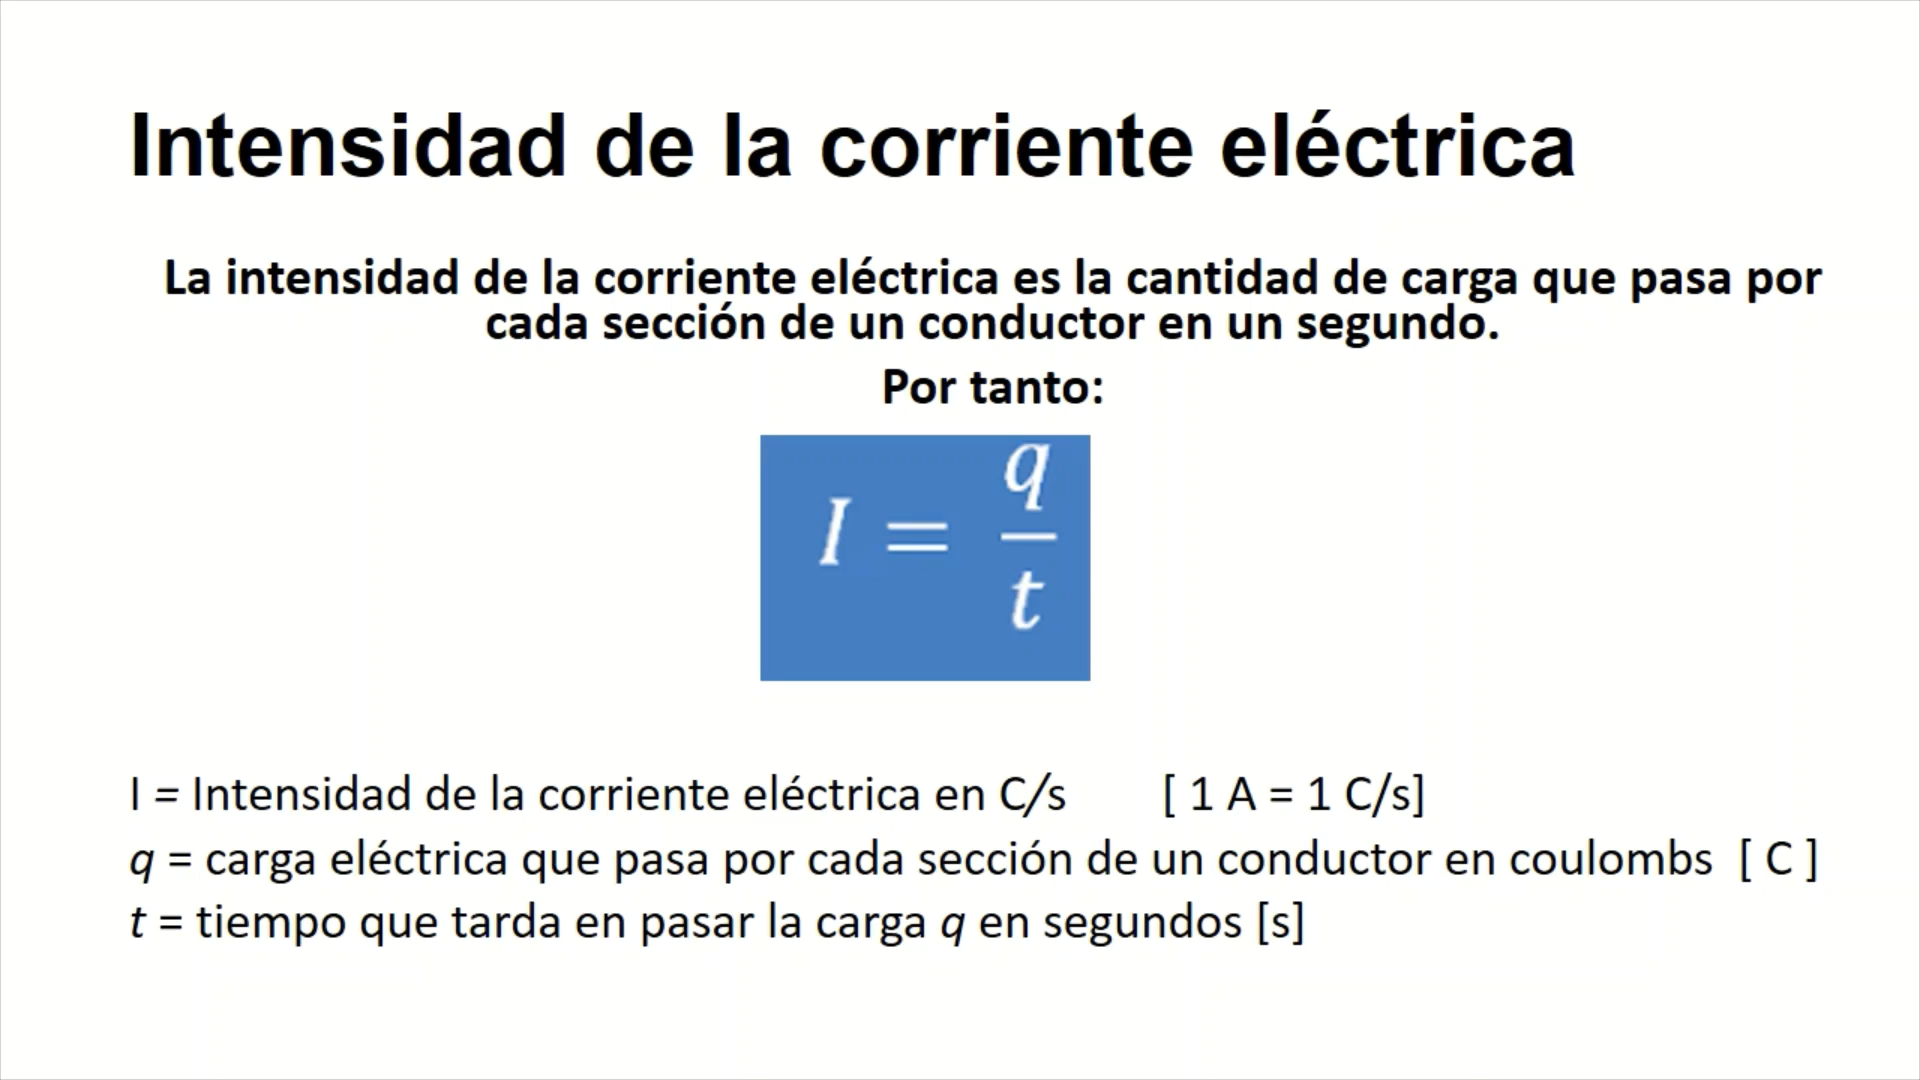 Intensidad de la corriente eléctrica
La intensidad de la corriente eléctrica es la cantidad de carga que pasa por
cada sección de un conductor en un segundo.
Por tanto:
I = q/t
I = Intensidad de la corriente eléctrica en C/s [ 1 A = 1 C/s]
q = carga eléctrica que pasa por cada sección de un conductor en coulombs [ C ]
t = tiempo que tarda en pasar la carga q en segundos [s]